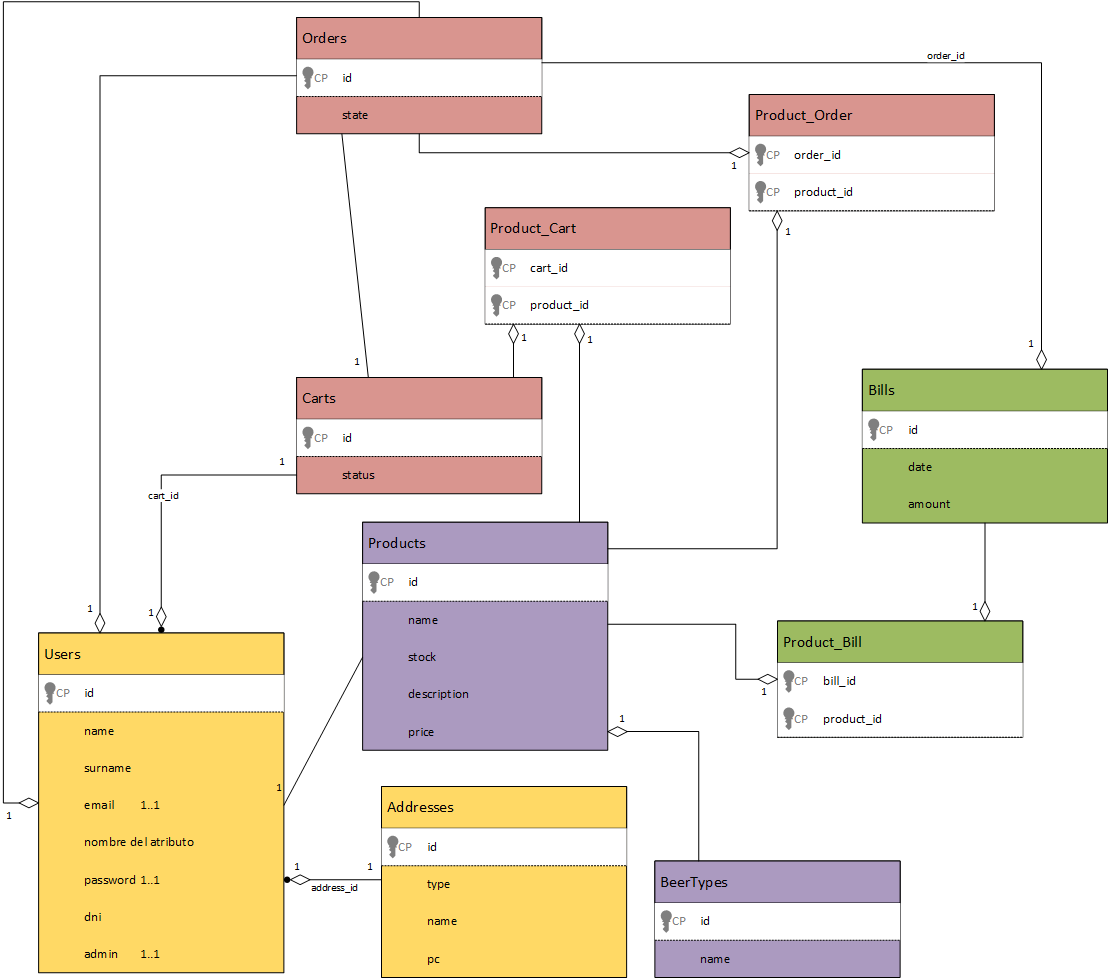 Orders
CP id
state
order_id
Product_Order
CP order_id
CP product_id
1
1
Product_Cart
CP cart_id
CP product_id
1
1
1
Carts
CP id
status
1
cart_id
1
1
Bills
CP id
date
amount
1
Products
CP id
name
stock
description
price
1
Users
CP id
name
surname
email 1..1
nombre del atributo
password 1..1
dni
admin 1..1
1
1
Product_Bill
CP bill_id
CP product_id
1
1
1
Addresses
CP id
type
name
pc
1
1
address_id
BeerTypes
CP id
name